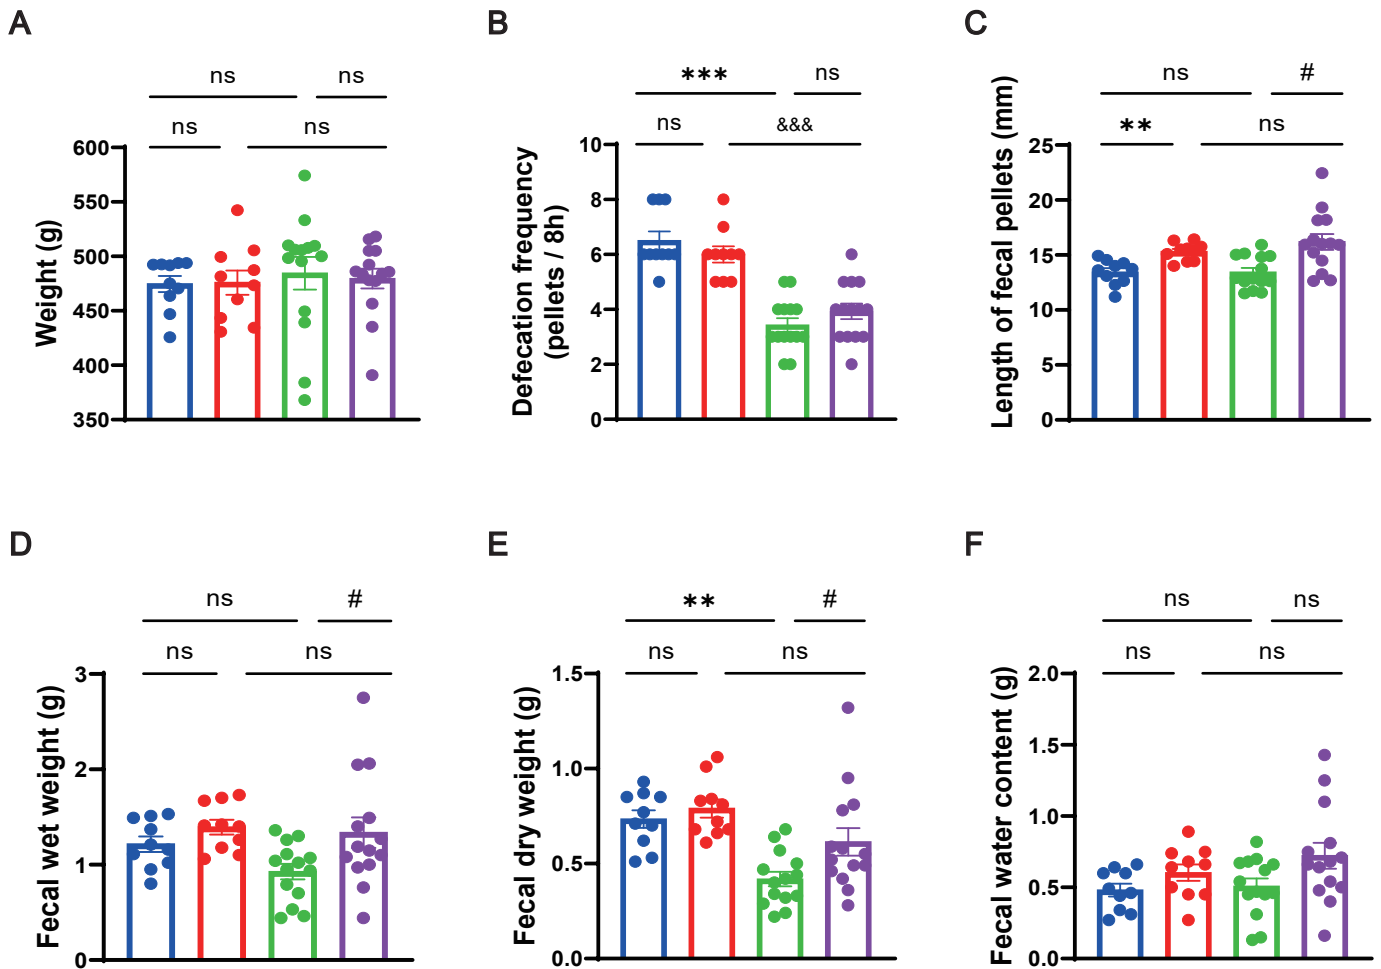 A
B
C
ns
ns
ns
ns
600
550
500
450
400
350
Weight (g)
***
ns
ns
&&&
10
8
6
4
2
0
Defecation frequency
(pellets / 8h)
ns
#
**
ns
25
20
15
10
5
0
Length of fecal pellets (mm)
D
E
F
ns
#
ns
ns
3
2
1
0
Fecal wet weight (g)
**
#
ns
ns
1.5
1.0
0.5
0.0
Fecal dry weight (g)
ns
ns
ns
ns
2.0
1.5
1.0
0.5
0.0
Fecal water content (g)